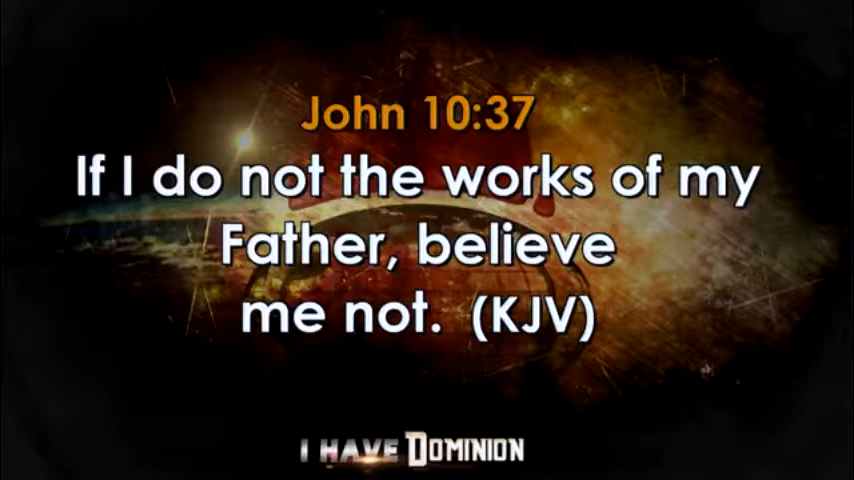 John 10:37
If I do not the works of my
Father, believe
me not. (KJV)
I HAVE DOMINION